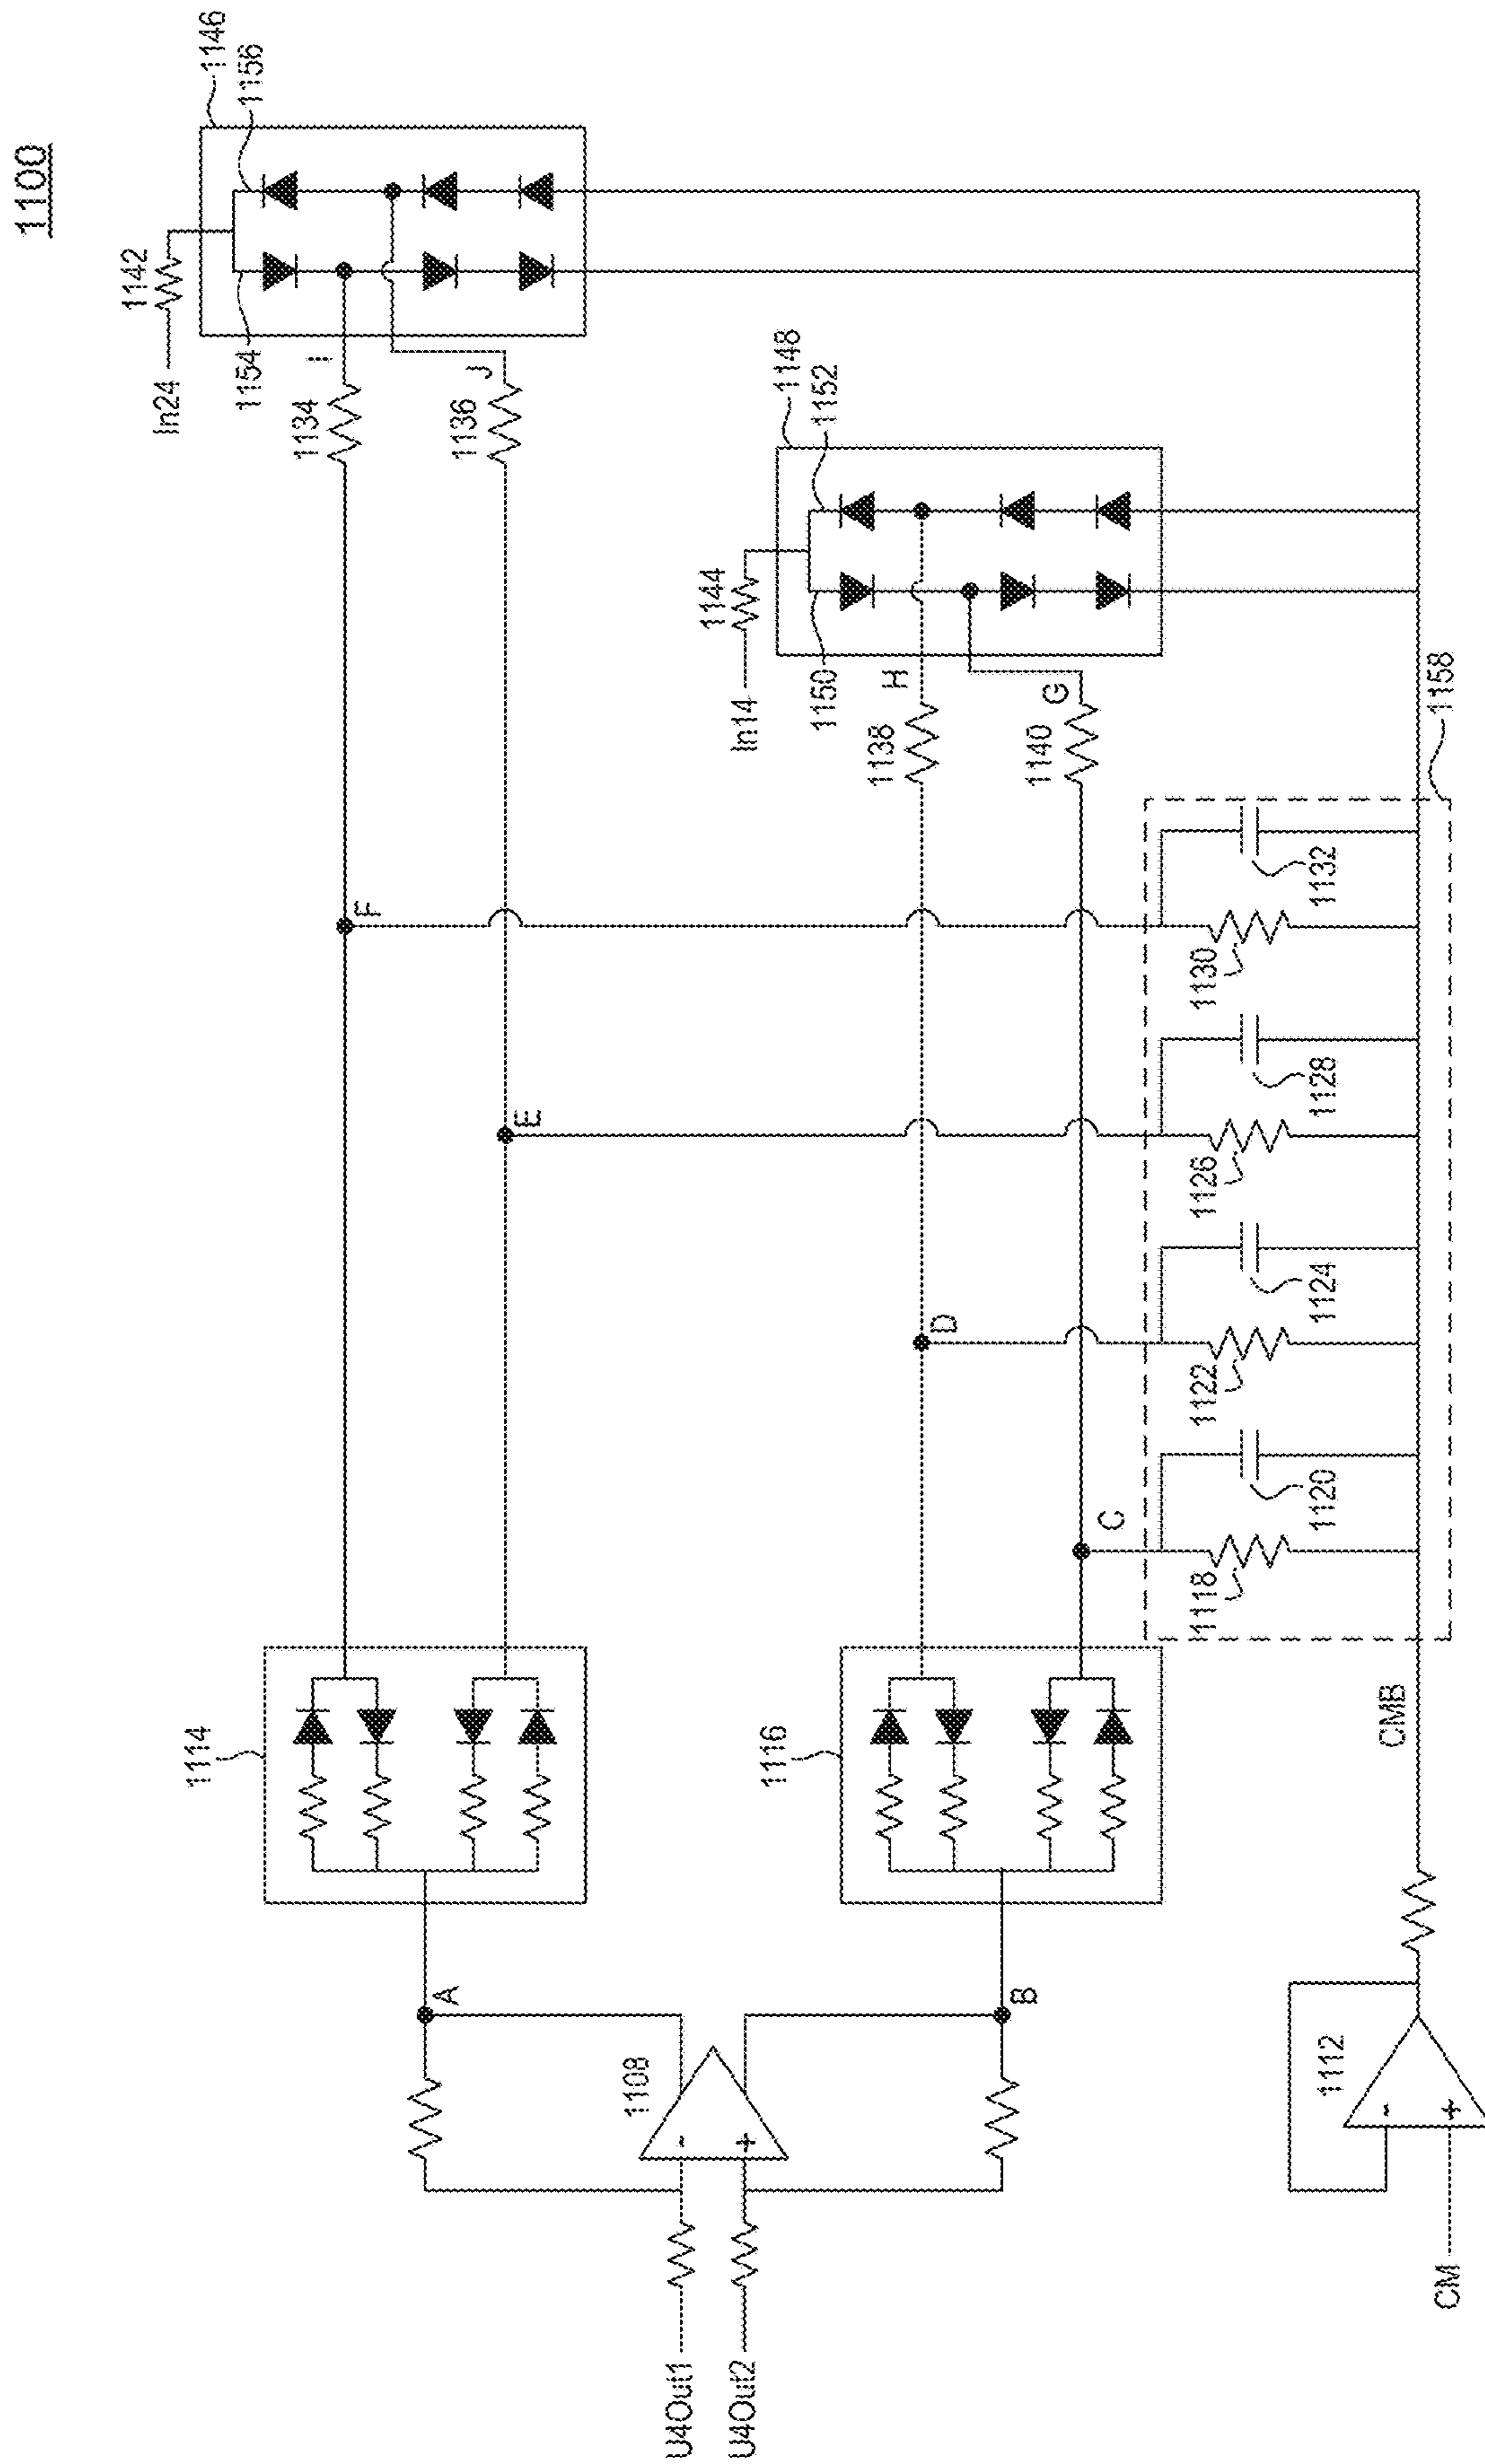 1100
1146
1156
1142
In24
1154
I
1134
J
1136
1148
1152
1144
In14
1150
H
1138
G
1140
1158
F
1132
1130
E
1128
1126
D
1124
1122
C
1120
1118
1114
1116
CMB
A
B
1108
-
+
1112
-
+
U4Out1
U4Out2
CM